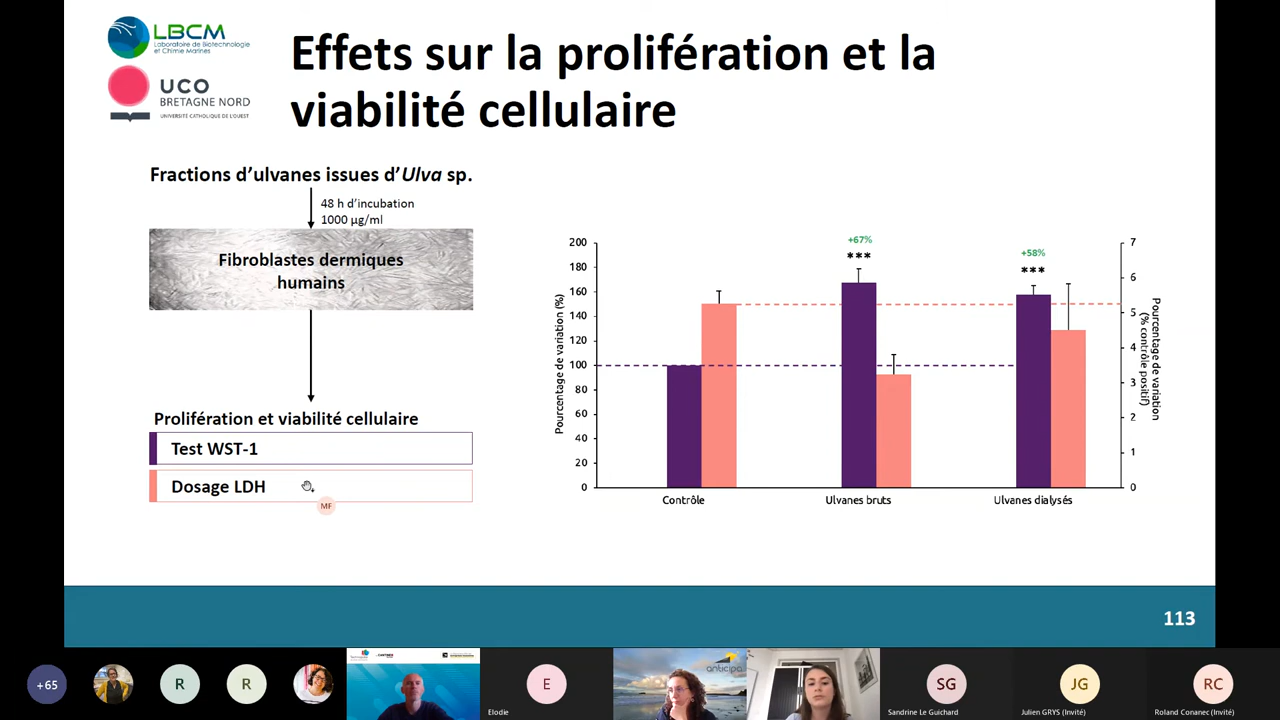 LBCM
Laboratoire de Biotechnologie
et Chimie Marines
UCO
BRETAGNE NORD
UNIVERSITÉ CATHOLIQUE DE L'OUEST
Effets sur la prolifération et la
viabilité cellulaire
Fractions d'ulvanes issues d'Ulva sp.
48 h d'incubation
1000 µg/ml
Fibroblastes dermiques
humains
Prolifération et viabilité cellulaire
Test WST-1
Dosage LDH
MF
Pourcentage de variation (%)
200
180
160
140
120
100
80
60
40
20
0
+67%
***
+58%
***
7
6
5
4
3
2
1
0
Pourcentage de variation
(% contrôle positif)
Contrôle
Ulvanes bruts
Ulvanes dialysés
113
+65
R
R
E
Elodie
anticipa
SG
Sandrine Le Guichard
JG
Julien GRYS (Invité)
RC
Roland Conanec (Invité)